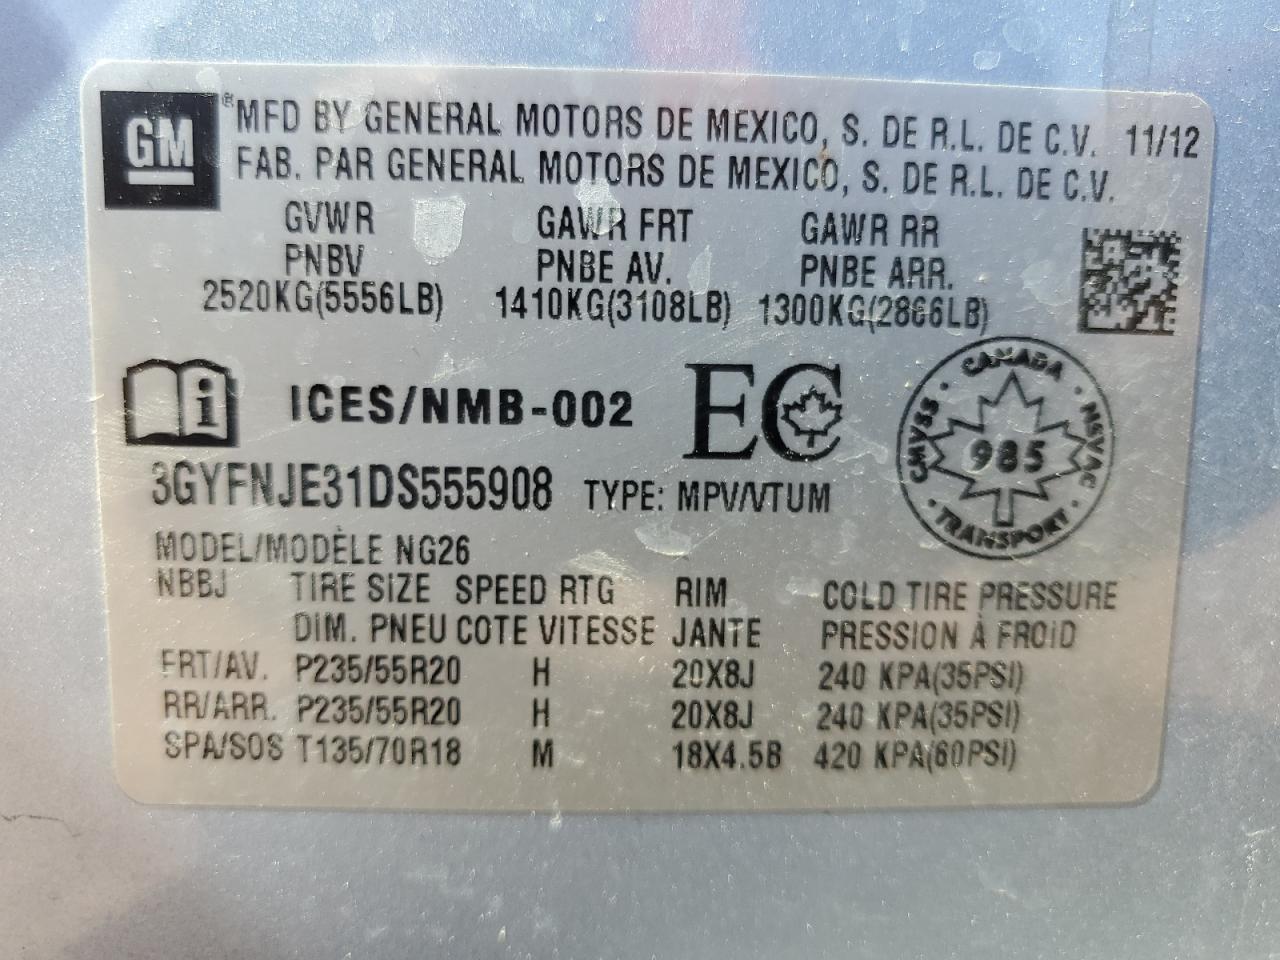 GM
®MFD BY GENERAL MOTORS DE MEXICO, S. DE R.L. DE C.V. 11/12
FAB. PAR GENERAL MOTORS DE MEXICO, S. DE R.L. DE C.V.
GVWR GAWR FRT GAWR RR
PNBV PNBE AV. PNBE ARR.
2520KG(5556LB) 1410KG(3108LB) 1300KG(2866LB)
ICES/NMB-002 EC
CANADA
CMVSS 985 NSVAC
TRANSPORT
3GYFNJE31DS555908 TYPE: MPV/VTUM
MODEL/MODÈLE NG26
NBBJ TIRE SIZE SPEED RTG RIM COLD TIRE PRESSURE
DIM. PNEU COTE VITESSE JANTE PRESSION À FROID
FRT/AV. P235/55R20 H 20X8J 240 KPA(35PSI)
RR/ARR. P235/55R20 H 20X8J 240 KPA(35PSI)
SPA/SOS T135/70R18 M 18X4.5B 420 KPA(60PSI)